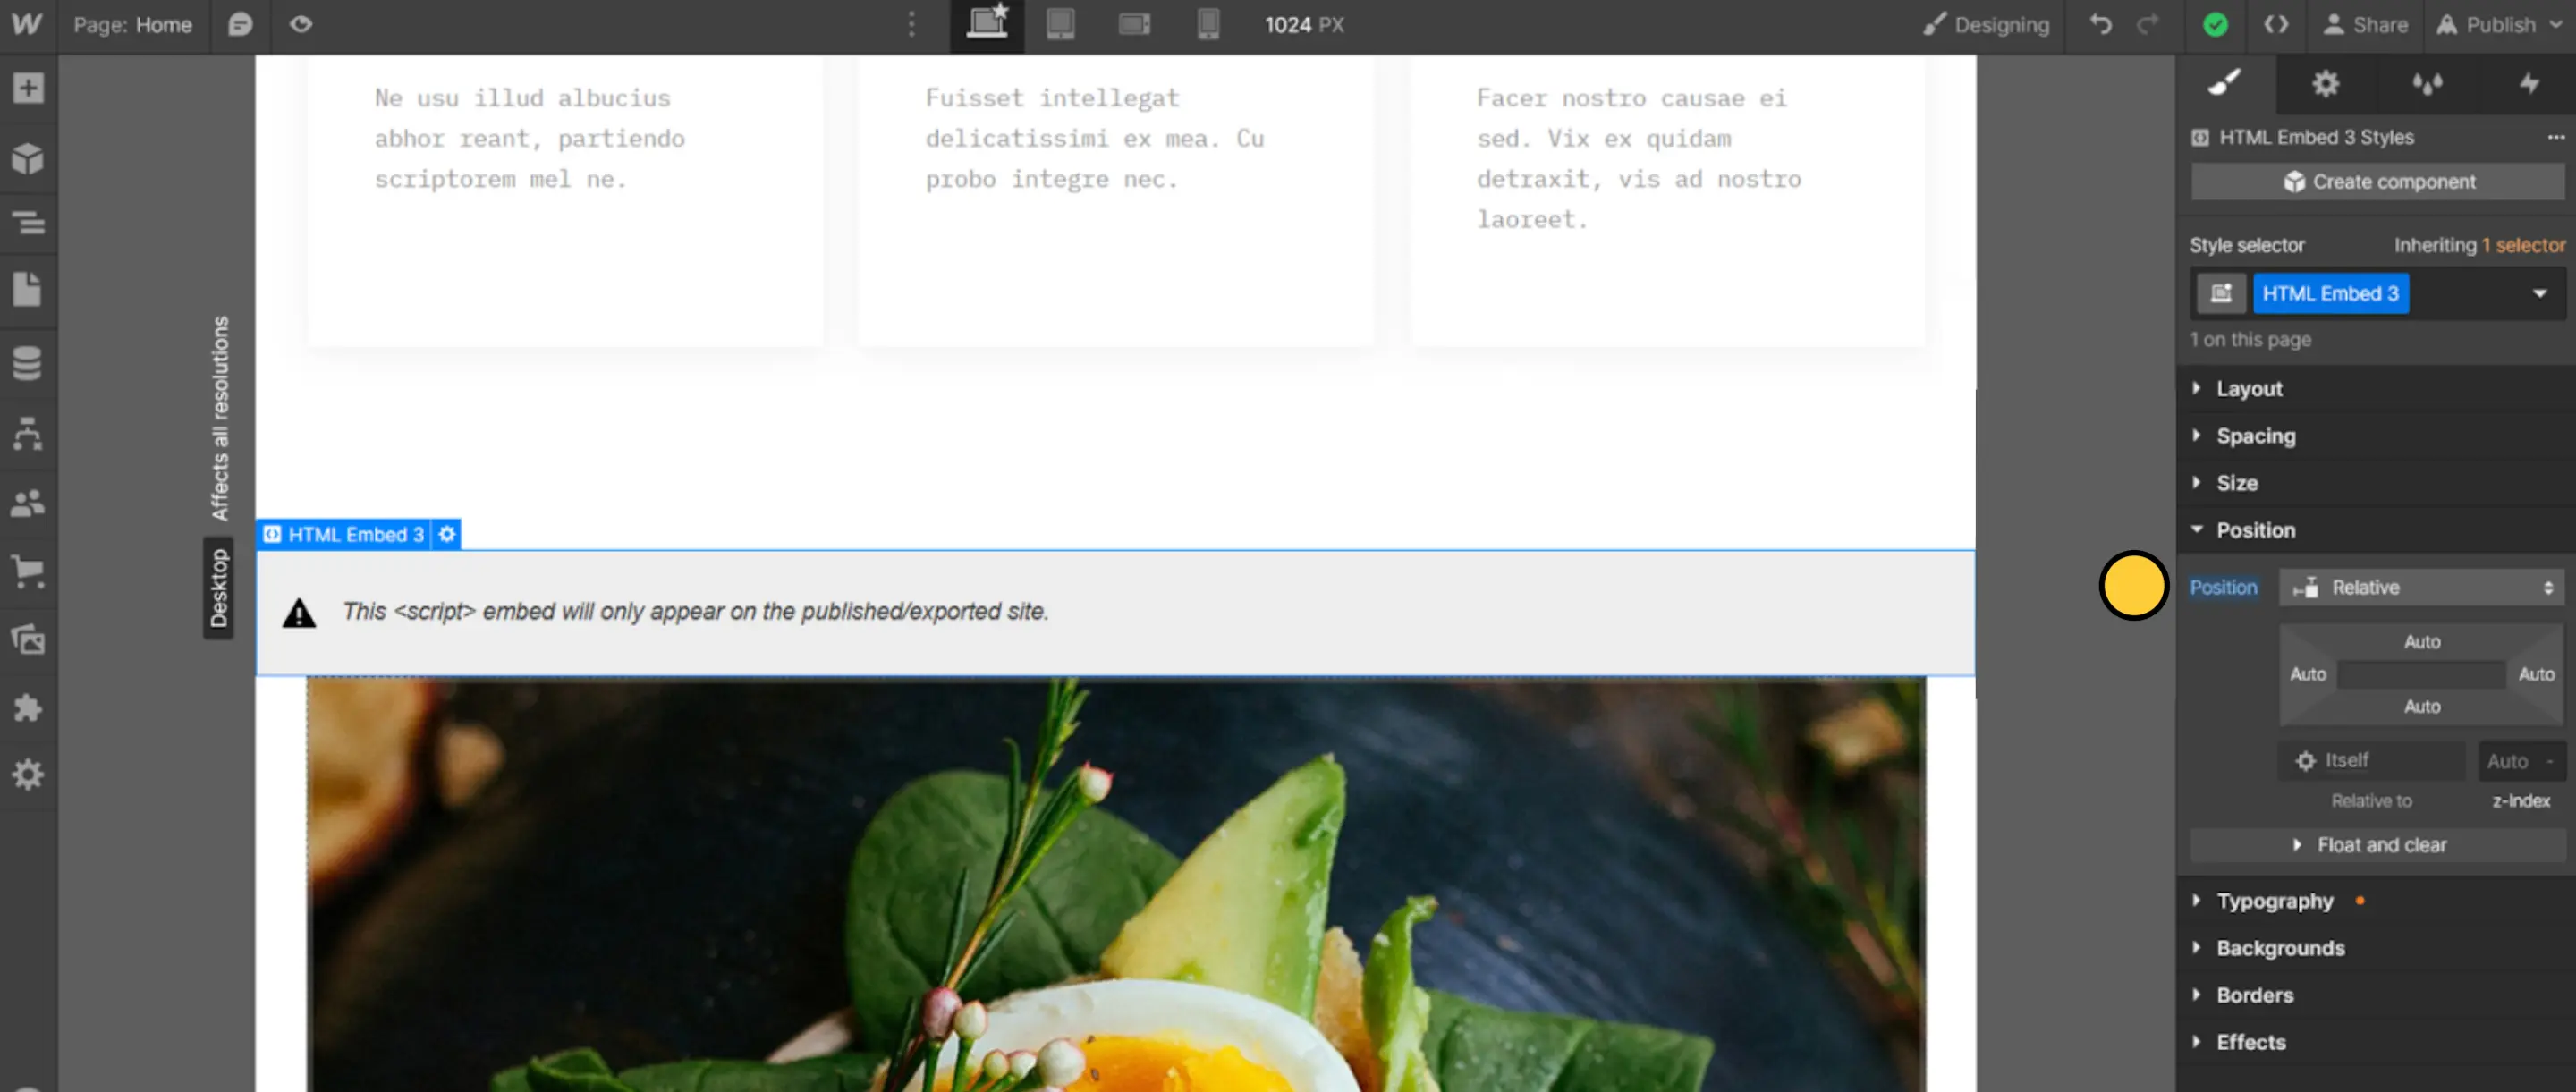 Page: Home
1024 PX
Designing
Share
Publish
Ne usu illud albucius
abhor reant, partiendo
scriptorem mel ne.
Fuisset intellegat
delicatissimi ex mea. Cu
probo integre nec.
Facer nostro causae ei
sed. Vix ex quidam
detraxit, vis ad nostro
laoreet.
Affects all resolutions
Desktop
HTML Embed 3
This <script> embed will only appear on the published/exported site.
HTML Embed 3 Styles
Create component
Style selector
Inheriting 1 selector
HTML Embed 3
1 on this page
Layout
Spacing
Size
Position
Position
Relative
Auto
Auto
Auto
Auto
Itself
Auto -
Relative to
z-Index
Float and clear
Typography
Backgrounds
Borders
Effects